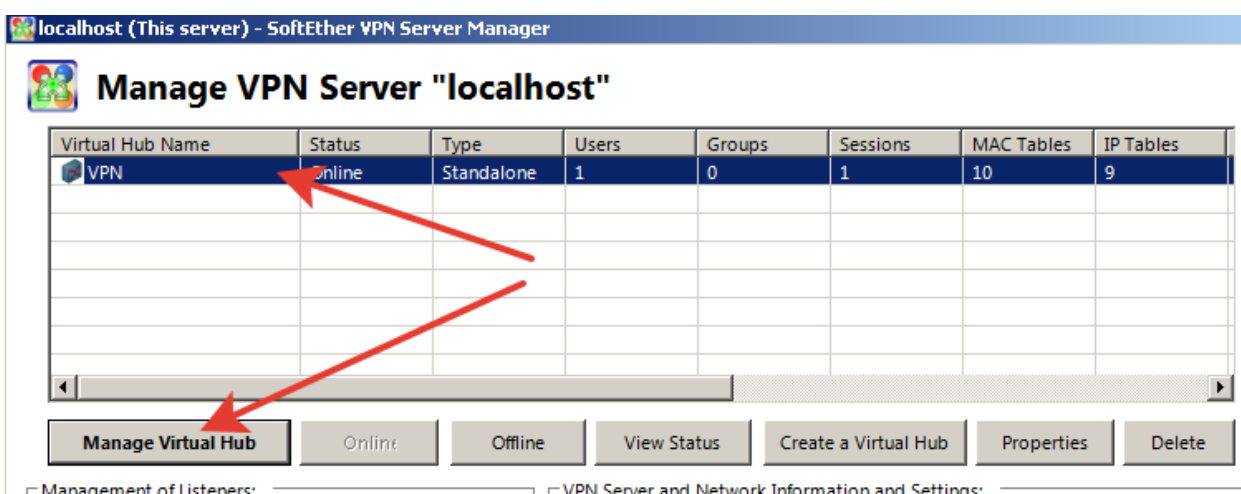 localhost (This server) - SoftEther VPN Server Manager
Manage VPN Server "localhost"
Virtual Hub Name Status Type Users Groups Sessions MAC Tables IP Tables
VPN Online Standalone 1 0 1 10 9
Manage Virtual Hub Online Offline View Status Create a Virtual Hub Properties Delete
Management of Listeners: VPN Server and Network Information and Settings: